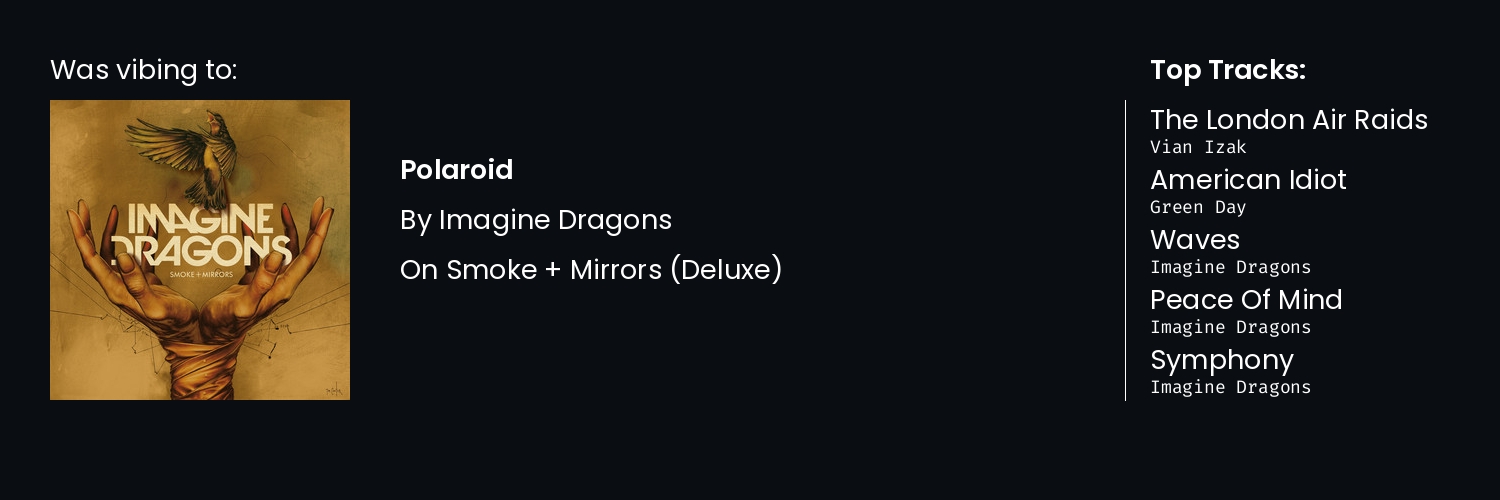 Was vibing to:
IMAGINE
DRAGONS
SMOKE + MIRRORS
Polaroid
By Imagine Dragons
On Smoke + Mirrors (Deluxe)
Top Tracks:
The London Air Raids
Vian Izak
American Idiot
Green Day
Waves
Imagine Dragons
Peace Of Mind
Imagine Dragons
Symphony
Imagine Dragons